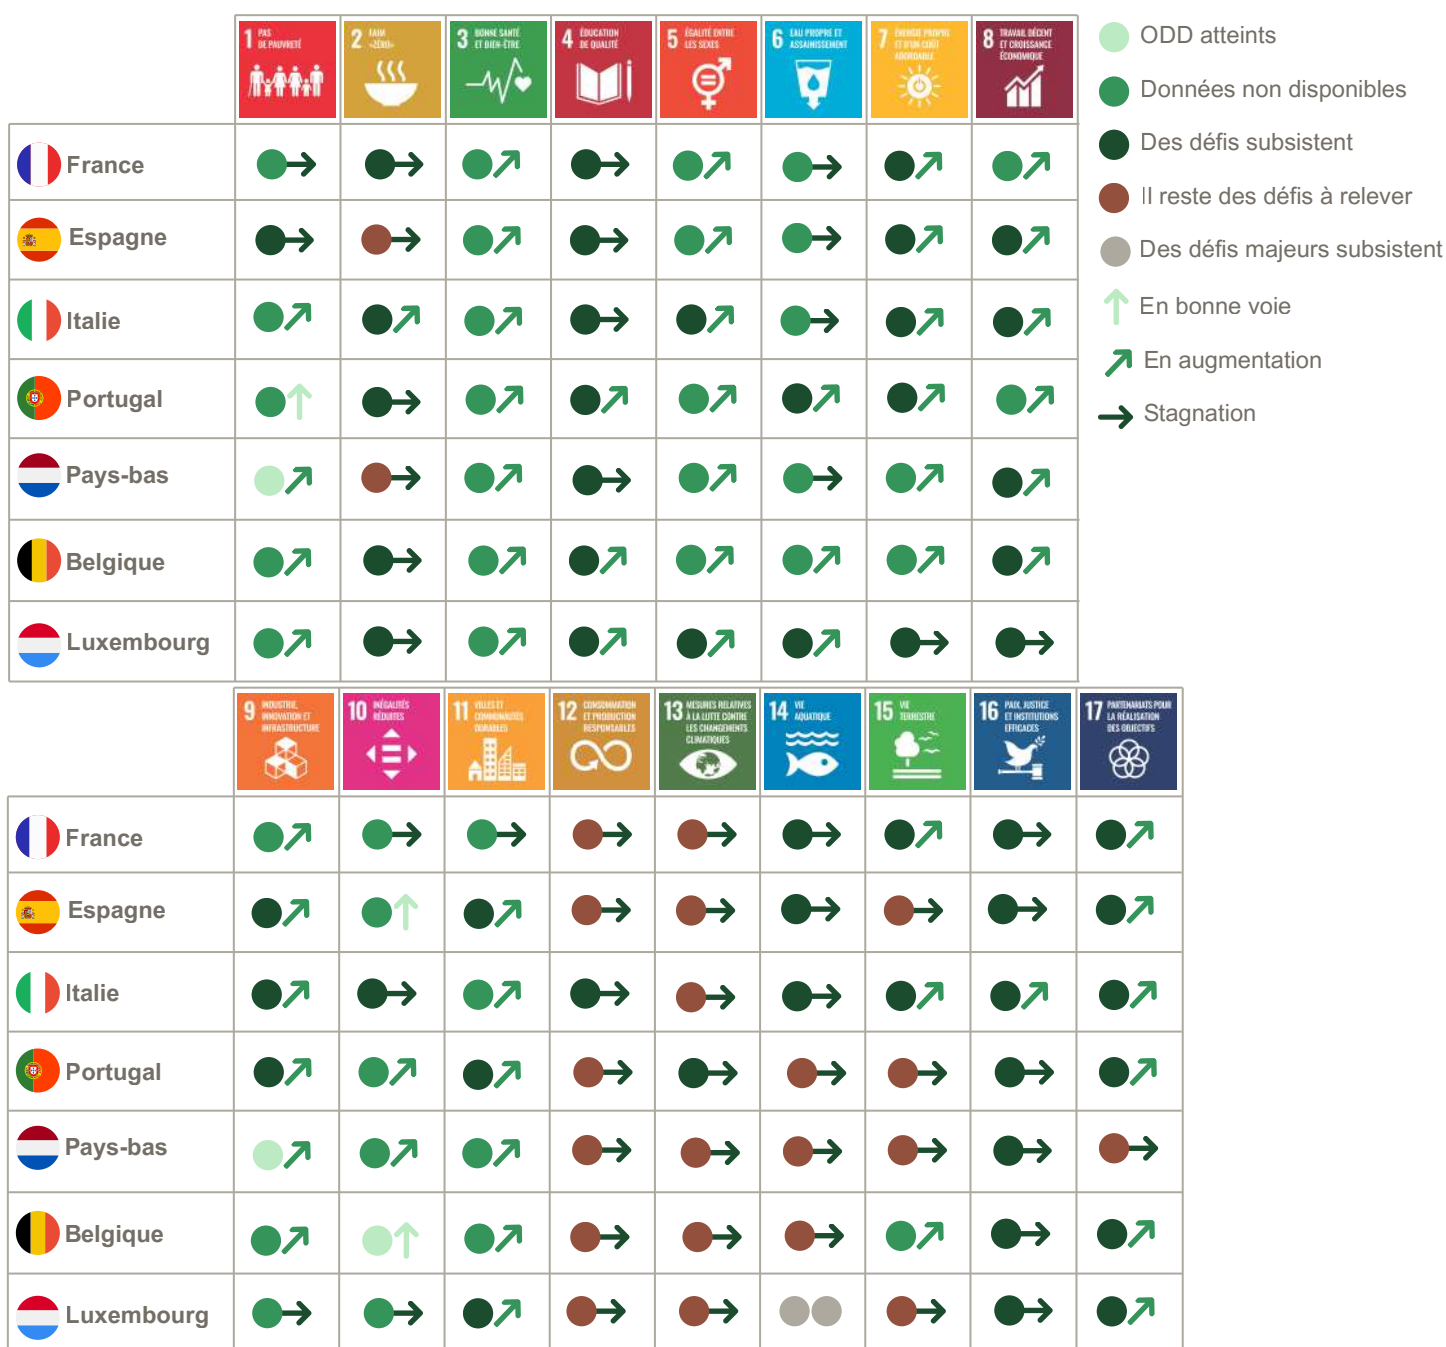 1 PAS
DE PAUVRETÉ
2 FAIM
«ZÉRO»
3 BONNE SANTÉ
ET BIEN-ÊTRE
4 ÉDUCATION
DE QUALITÉ
5 ÉGALITÉ ENTRE
LES SEXES
6 EAU PROPRE ET
ASSAINISSEMENT
7 ÉNERGIE PROPRE
ET D'UN COÛT
ABORDABLE
8 TRAVAIL DÉCENT
ET CROISSANCE
ÉCONOMIQUE
ODD atteints
Données non disponibles
Des défis subsistent
Il reste des défis à relever
Des défis majeurs subsistent
En bonne voie
En augmentation
Stagnation
France
Espagne
Italie
Portugal
Pays-bas
Belgique
Luxembourg
9 INDUSTRIE,
INNOVATION ET
INFRASTRUCTURE
10 INÉGALITÉS
RÉDUITES
11 VILLES ET
COMMUNAUTÉS
DURABLES
12 CONSOMMATION
ET PRODUCTION
RESPONSABLES
13 MESURES RELATIVES
À LA LUTTE CONTRE
LES CHANGEMENTS
CLIMATIQUES
14 VIE
AQUATIQUE
15 VIE
TERRESTRE
16 PAIX, JUSTICE
ET INSTITUTIONS
EFFICACES
17 PARTENARIATS POUR
LA RÉALISATION
DES OBJECTIFS
France
Espagne
Italie
Portugal
Pays-bas
Belgique
Luxembourg